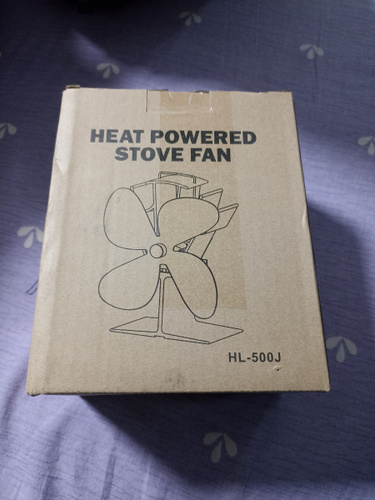 HEAT POWERED
STOVE FAN
HL-500J